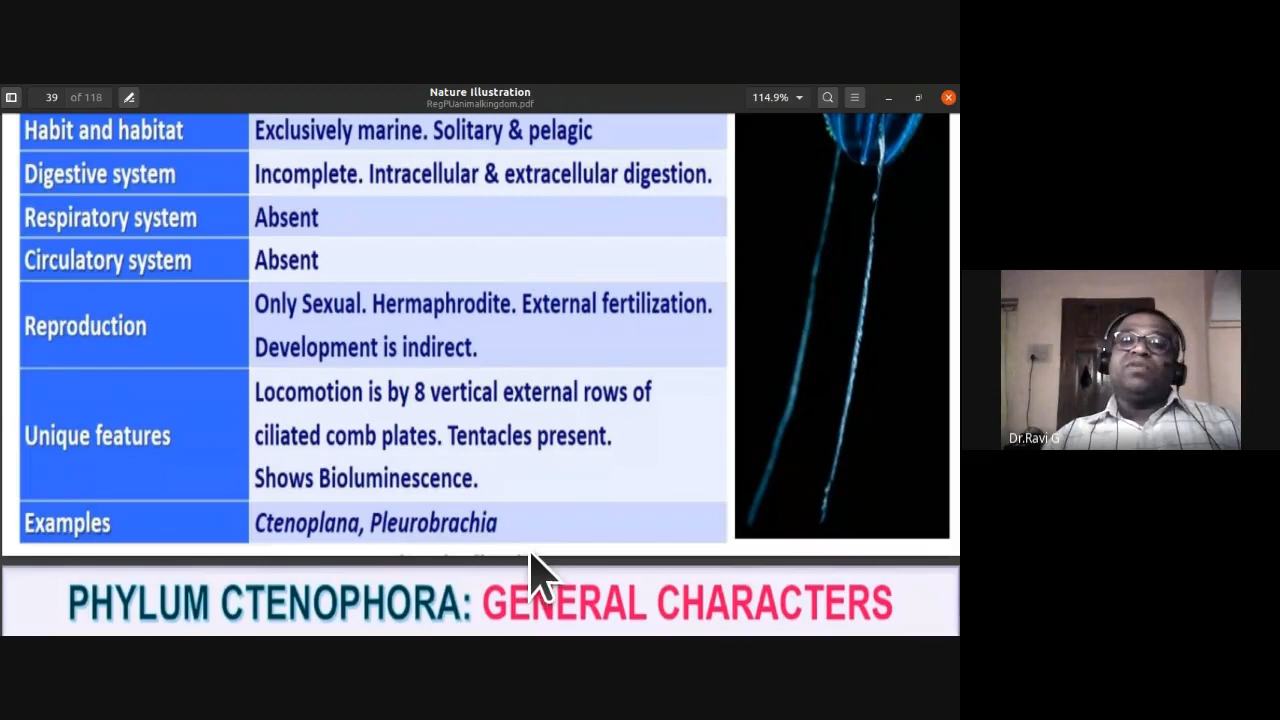 39 of 118
Nature Illustration
RegPUanimalkingdom.pdf
114.9%
Habit and habitat
Exclusively marine. Solitary & pelagic
Digestive system
Incomplete. Intracellular & extracellular digestion.
Respiratory system
Absent
Circulatory system
Absent
Reproduction
Only Sexual. Hermaphrodite. External fertilization.
Development is indirect.
Unique features
Locomotion is by 8 vertical external rows of
ciliated comb plates. Tentacles present.
Shows Bioluminescence.
Examples
Ctenoplana, Pleurobrachia
PHYLUM CTENOPHORA: GENERAL CHARACTERS
Dr.Ravi G